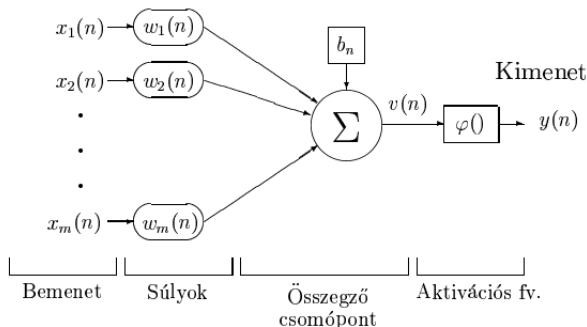 x₁(n) w₁(n)
x₂(n) w₂(n)
xₘ(n) wₘ(n)
bₙ
∑
v(n)
φ()
Kimenet
y(n)
Bemenet
Súlyok
Összegző
csomópont
Aktivációs fv.